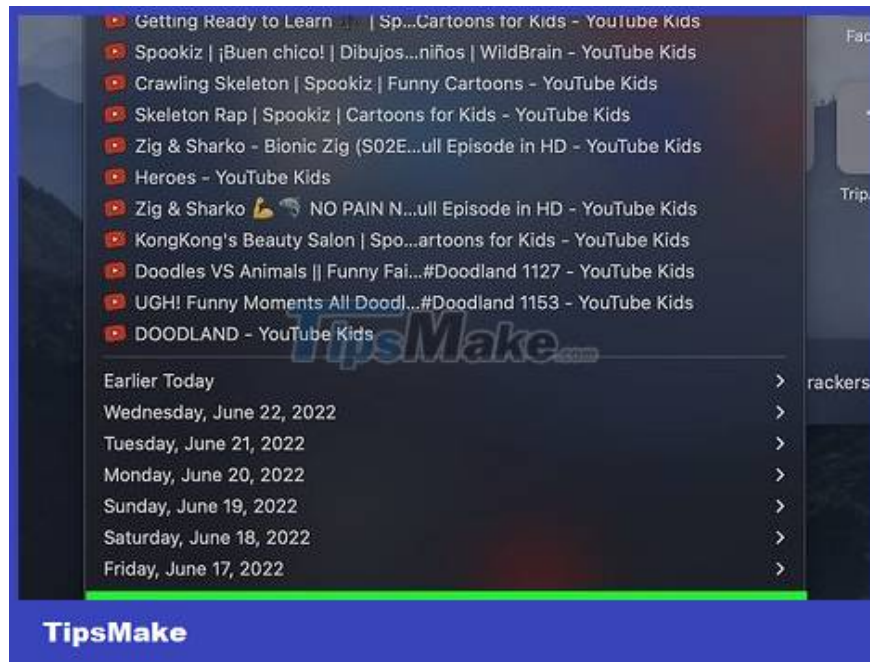 Getting Ready to Learn | Sp...Cartoons for Kids - YouTube Kids
Spookiz | ¡Buen chico! | Dibujos...niños | WildBrain - YouTube Kids
Crawling Skeleton | Spookiz | Funny Cartoons - YouTube Kids
Skeleton Rap | Spookiz | Cartoons for Kids - YouTube Kids
Zig & Sharko - Bionic Zig (S02E...ull Episode in HD - YouTube Kids
Heroes - YouTube Kids
Zig & Sharko 💪🦈 NO PAIN N...ull Episode in HD - YouTube Kids
KongKong's Beauty Salon | Spo...artoons for Kids - YouTube Kids
Doodles VS Animals || Funny Fai...#Doodland 1127 - YouTube Kids
UGH! Funny Moments All Doodl...#Doodland 1153 - YouTube Kids
DOODLAND - YouTube Kids
TipsMake.com
Earlier Today
Wednesday, June 22, 2022
Tuesday, June 21, 2022
Monday, June 20, 2022
Sunday, June 19, 2022
Saturday, June 18, 2022
Friday, June 17, 2022
Fac
Trip
rackers
TipsMake